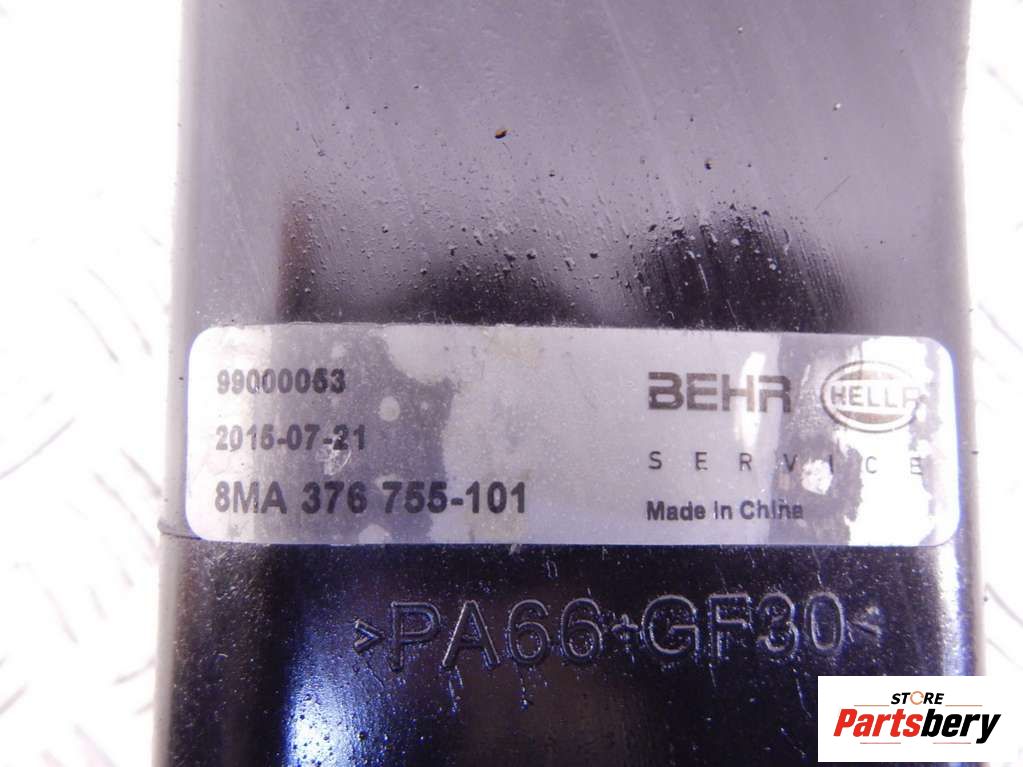 99000053
2015-07-21
8MA 376 755-101
BEHR HELLA
SERVICE
Made in China
>PA66+GF30<
STORE
Partsbery